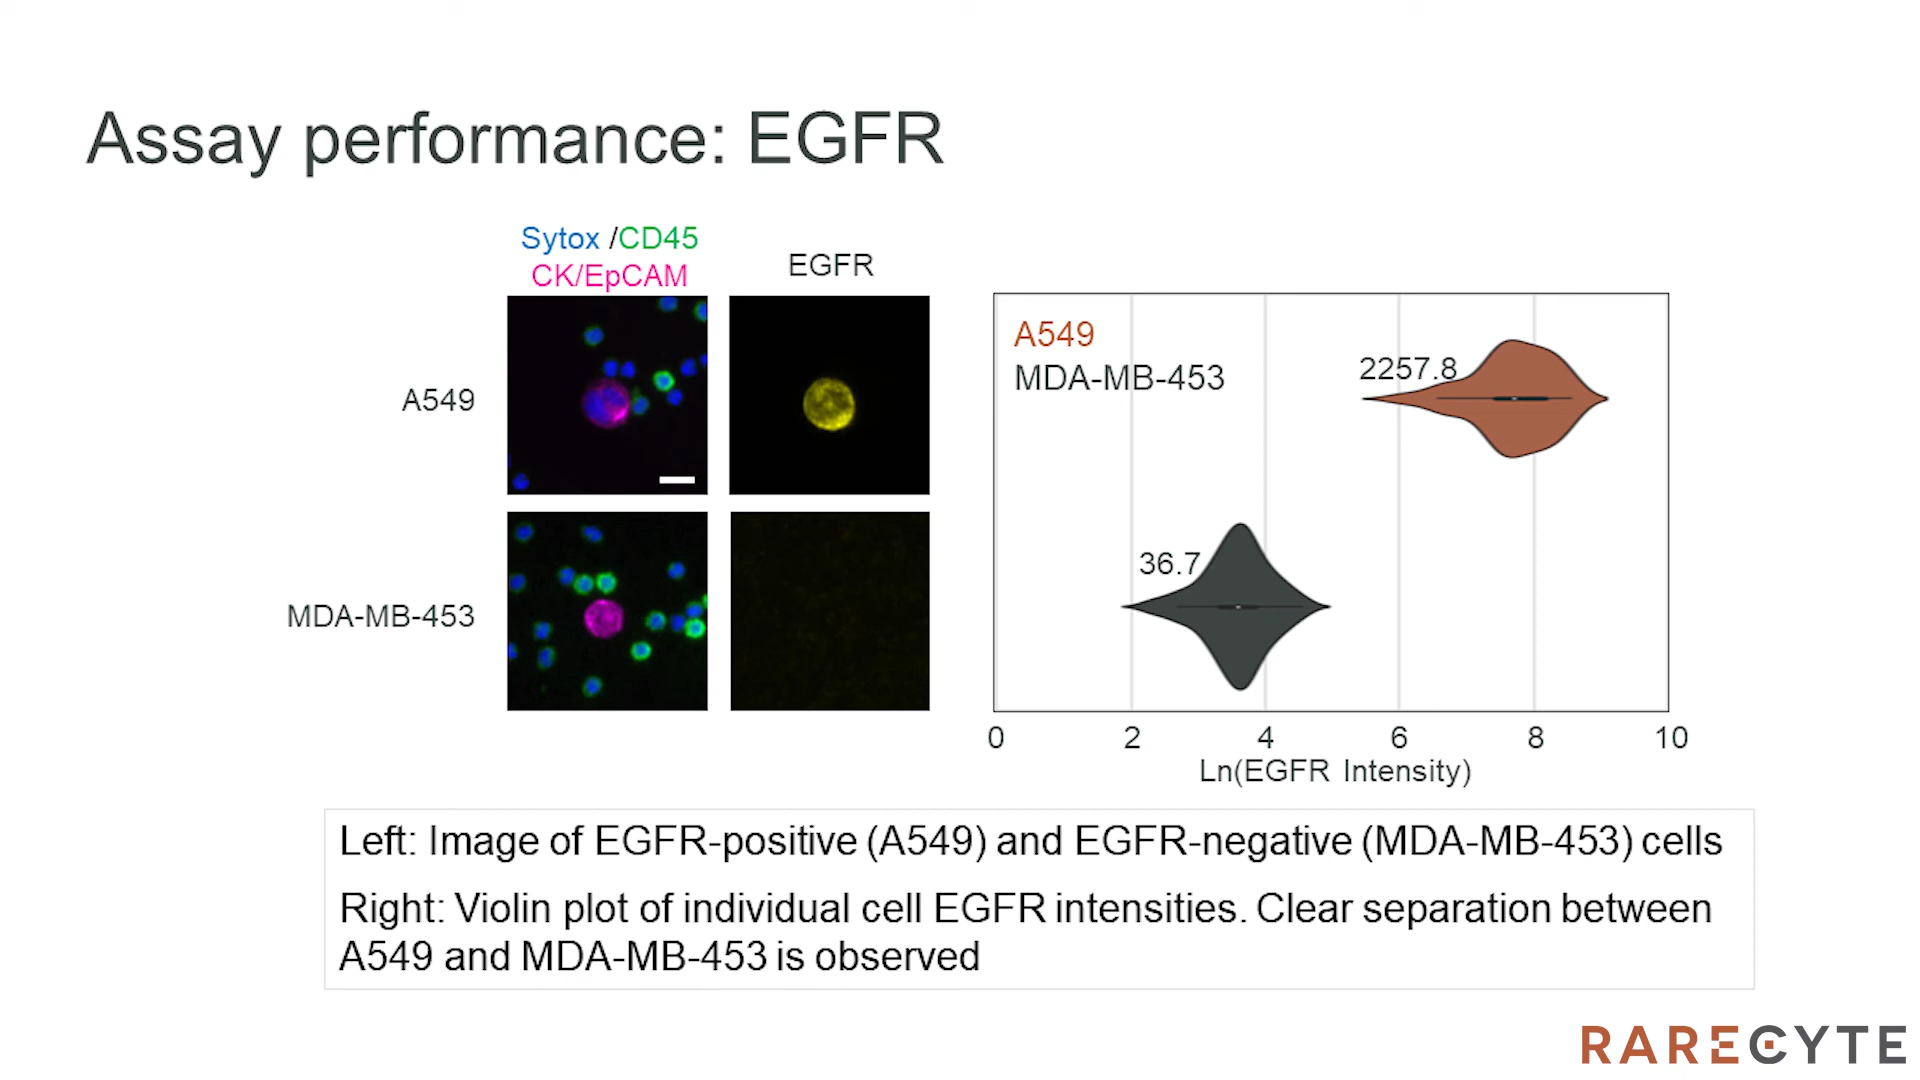 Assay performance: EGFR
Sytox /CD45
CK/EpCAM
EGFR
A549
MDA-MB-453
A549
MDA-MB-453
2257.8
36.7
0 2 4 6 8 10
Ln(EGFR Intensity)
Left: Image of EGFR-positive (A549) and EGFR-negative (MDA-MB-453) cells
Right: Violin plot of individual cell EGFR intensities. Clear separation between
A549 and MDA-MB-453 is observed
RARECYTE